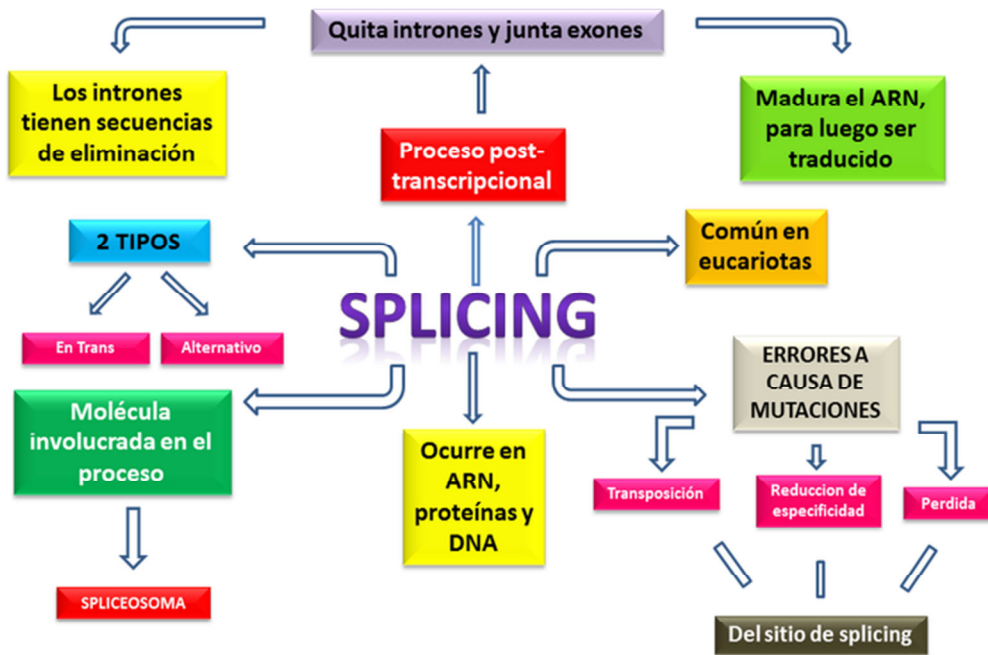 Quita intrones y junta exones
Los intrones
tienen secuencias
de eliminación
Madura el ARN,
para luego ser
traducido
Proceso post-
transcripcional
2 TIPOS
Común en
eucariotas
SPLICING
En Trans
Alternativo
ERRORES A
CAUSA DE
MUTACIONES
Molécula
involucrada en el
proceso
Ocurre en
ARN,
proteínas y
DNA
Transposición
Reduccion de
especificidad
Perdida
SPLICEOSOMA
Del sitio de splicing